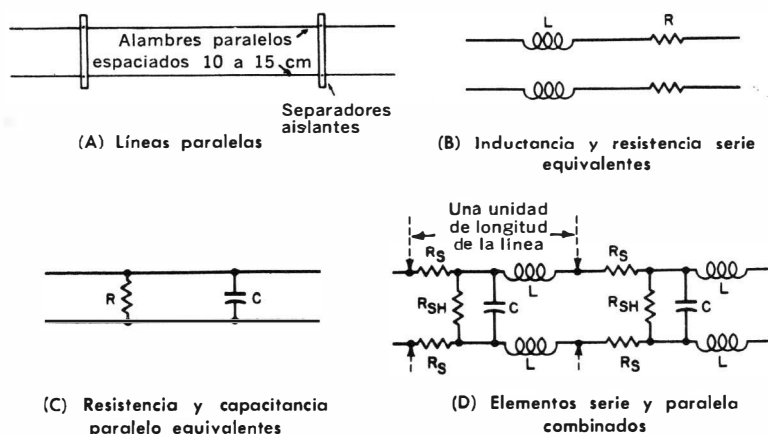 Alambres paralelos
espaciados 10 a 15 cm
Separadores
aislantes
(A) Líneas paralelas
L
R
(B) Inductancia y resistencia serie
equivalentes
R
C
(C) Resistencia y capacitancia
paralelo equivalentes
Una unidad
de longitud
de la línea
RS
RS
L
L
RSH
C
RSH
C
RS
L
RS
L
(D) Elementos serie y paralela
combinados